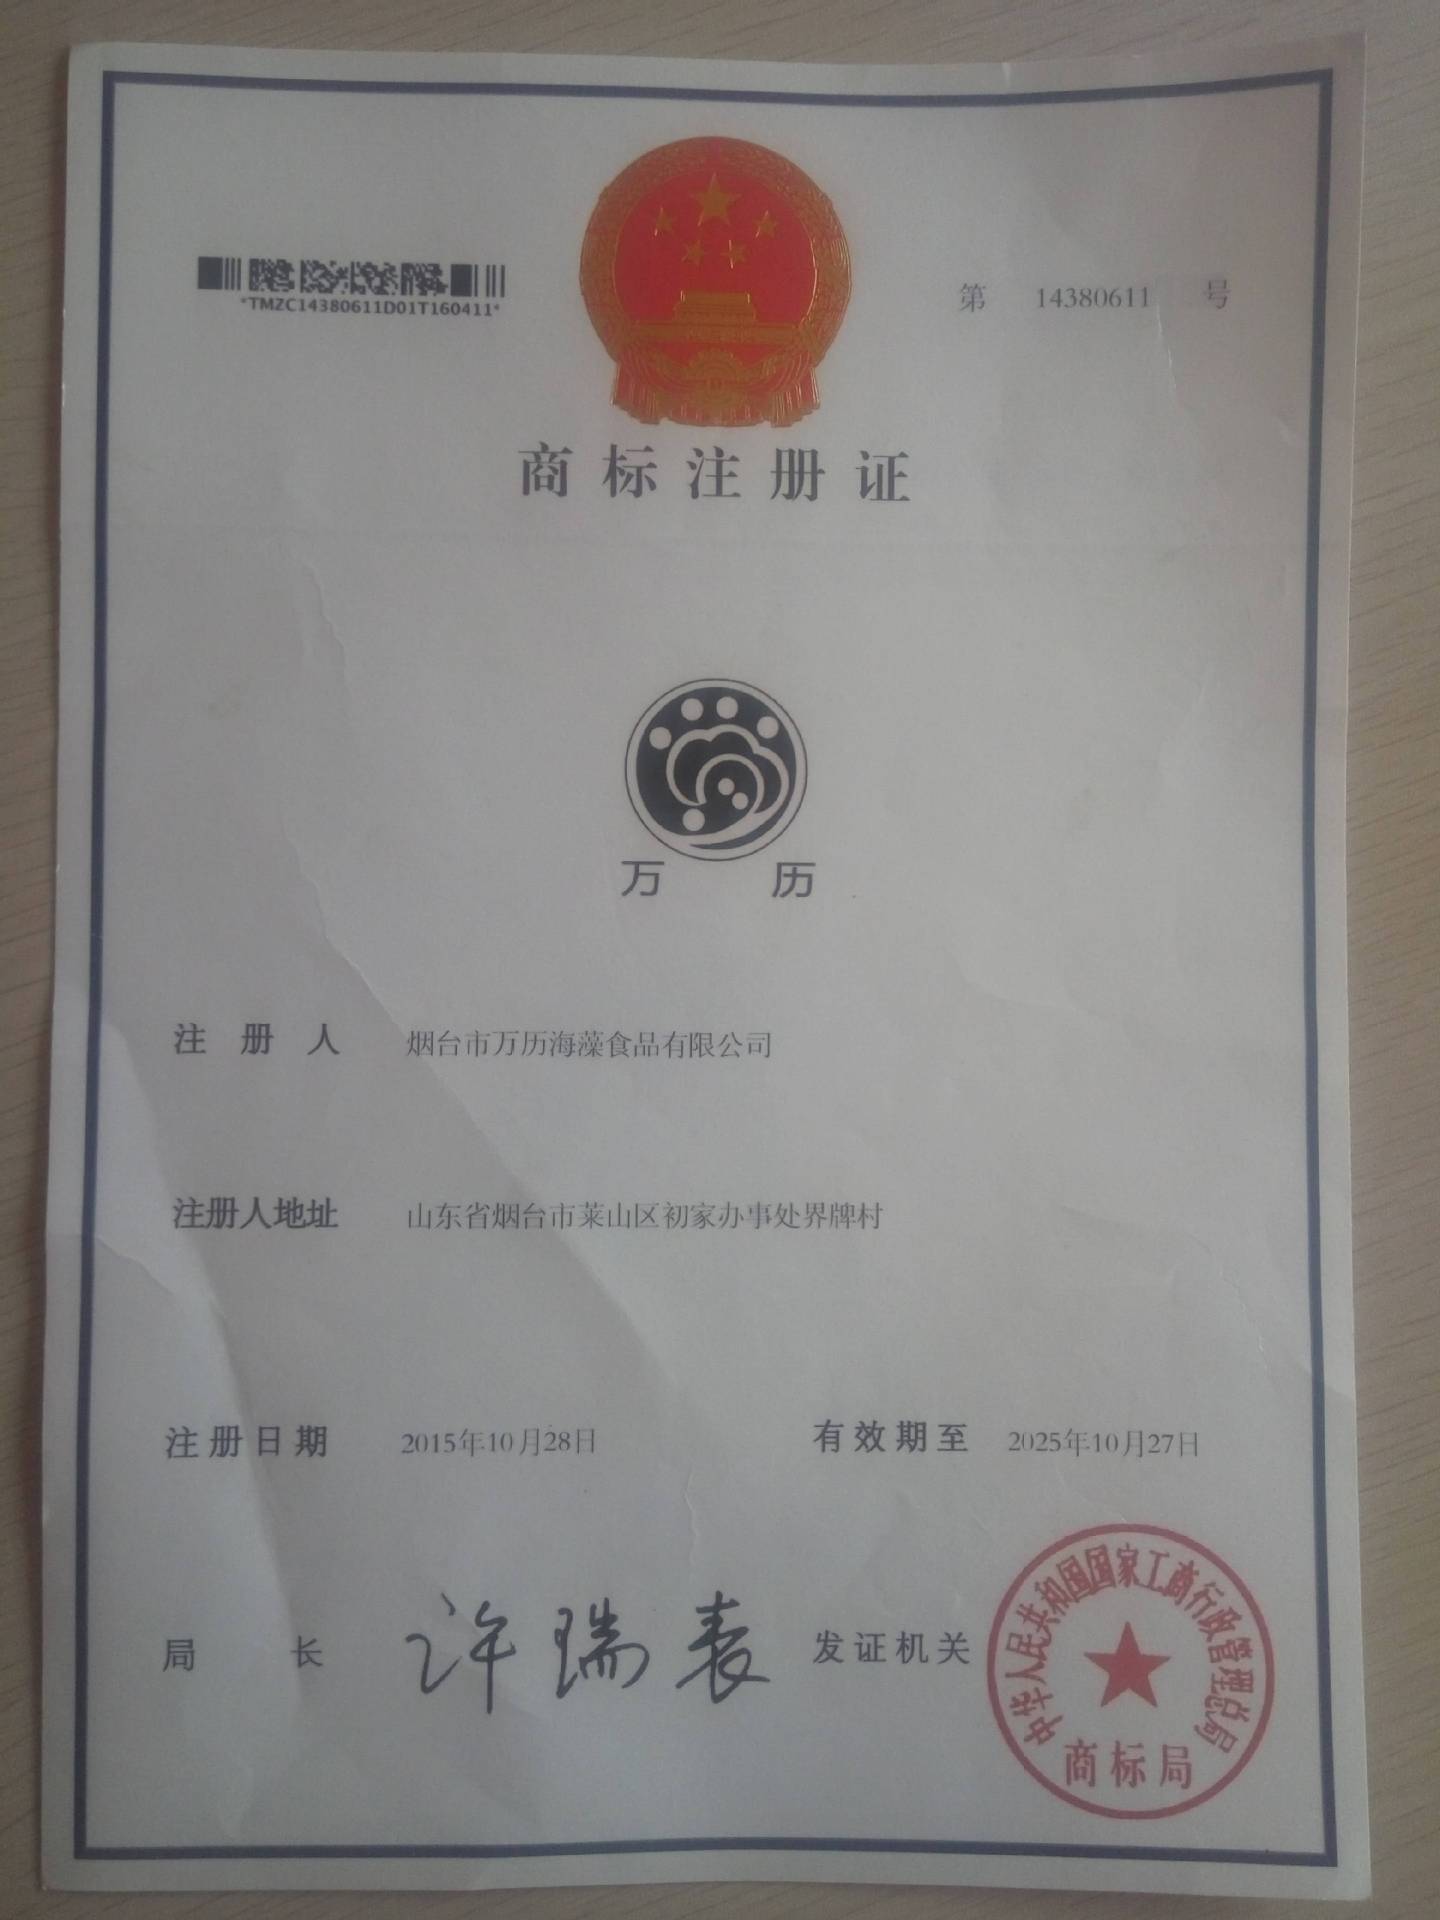 *TMZC14380611D01T160411*
第 14380611 号
商标注册证
万 历
注册人 烟台市万历海藻食品有限公司
注册人地址 山东省烟台市莱山区初家办事处界牌村
注册日期 2015年10月28日 有效期至 2025年10月27日
局长 许瑞表 发证机关
中华人民共和国国家工商行政管理总局
商标局